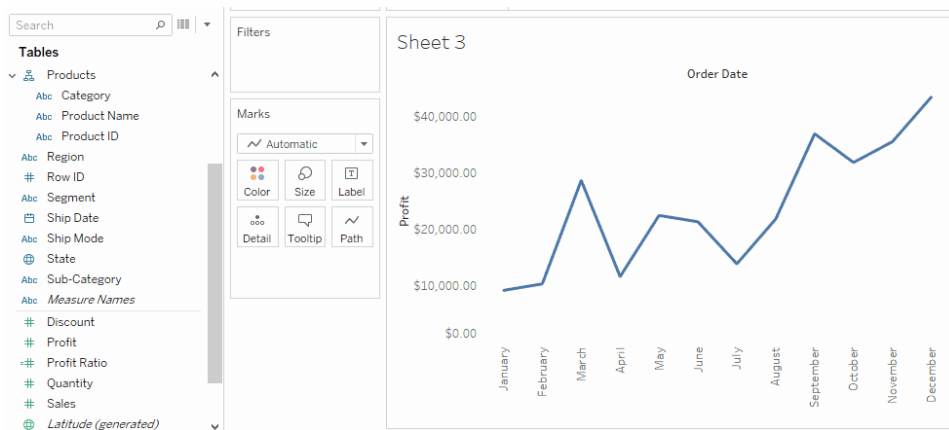 Search
Tables
Products
Abc Category
Abc Product Name
Abc Product ID
Abc Region
# Row ID
Abc Segment
Ship Date
Abc Ship Mode
State
Abc Sub-Category
Abc Measure Names
# Discount
# Profit
=# Profit Ratio
# Quantity
# Sales
Latitude (generated)
Filters
Marks
Automatic
Color
Size
T
Label
Detail
Tooltip
Path
Sheet 3
Order Date
$40,000.00
$30,000.00
$20,000.00
$10,000.00
$0.00
Profit
January
February
March
April
May
June
July
August
September
October
November
December